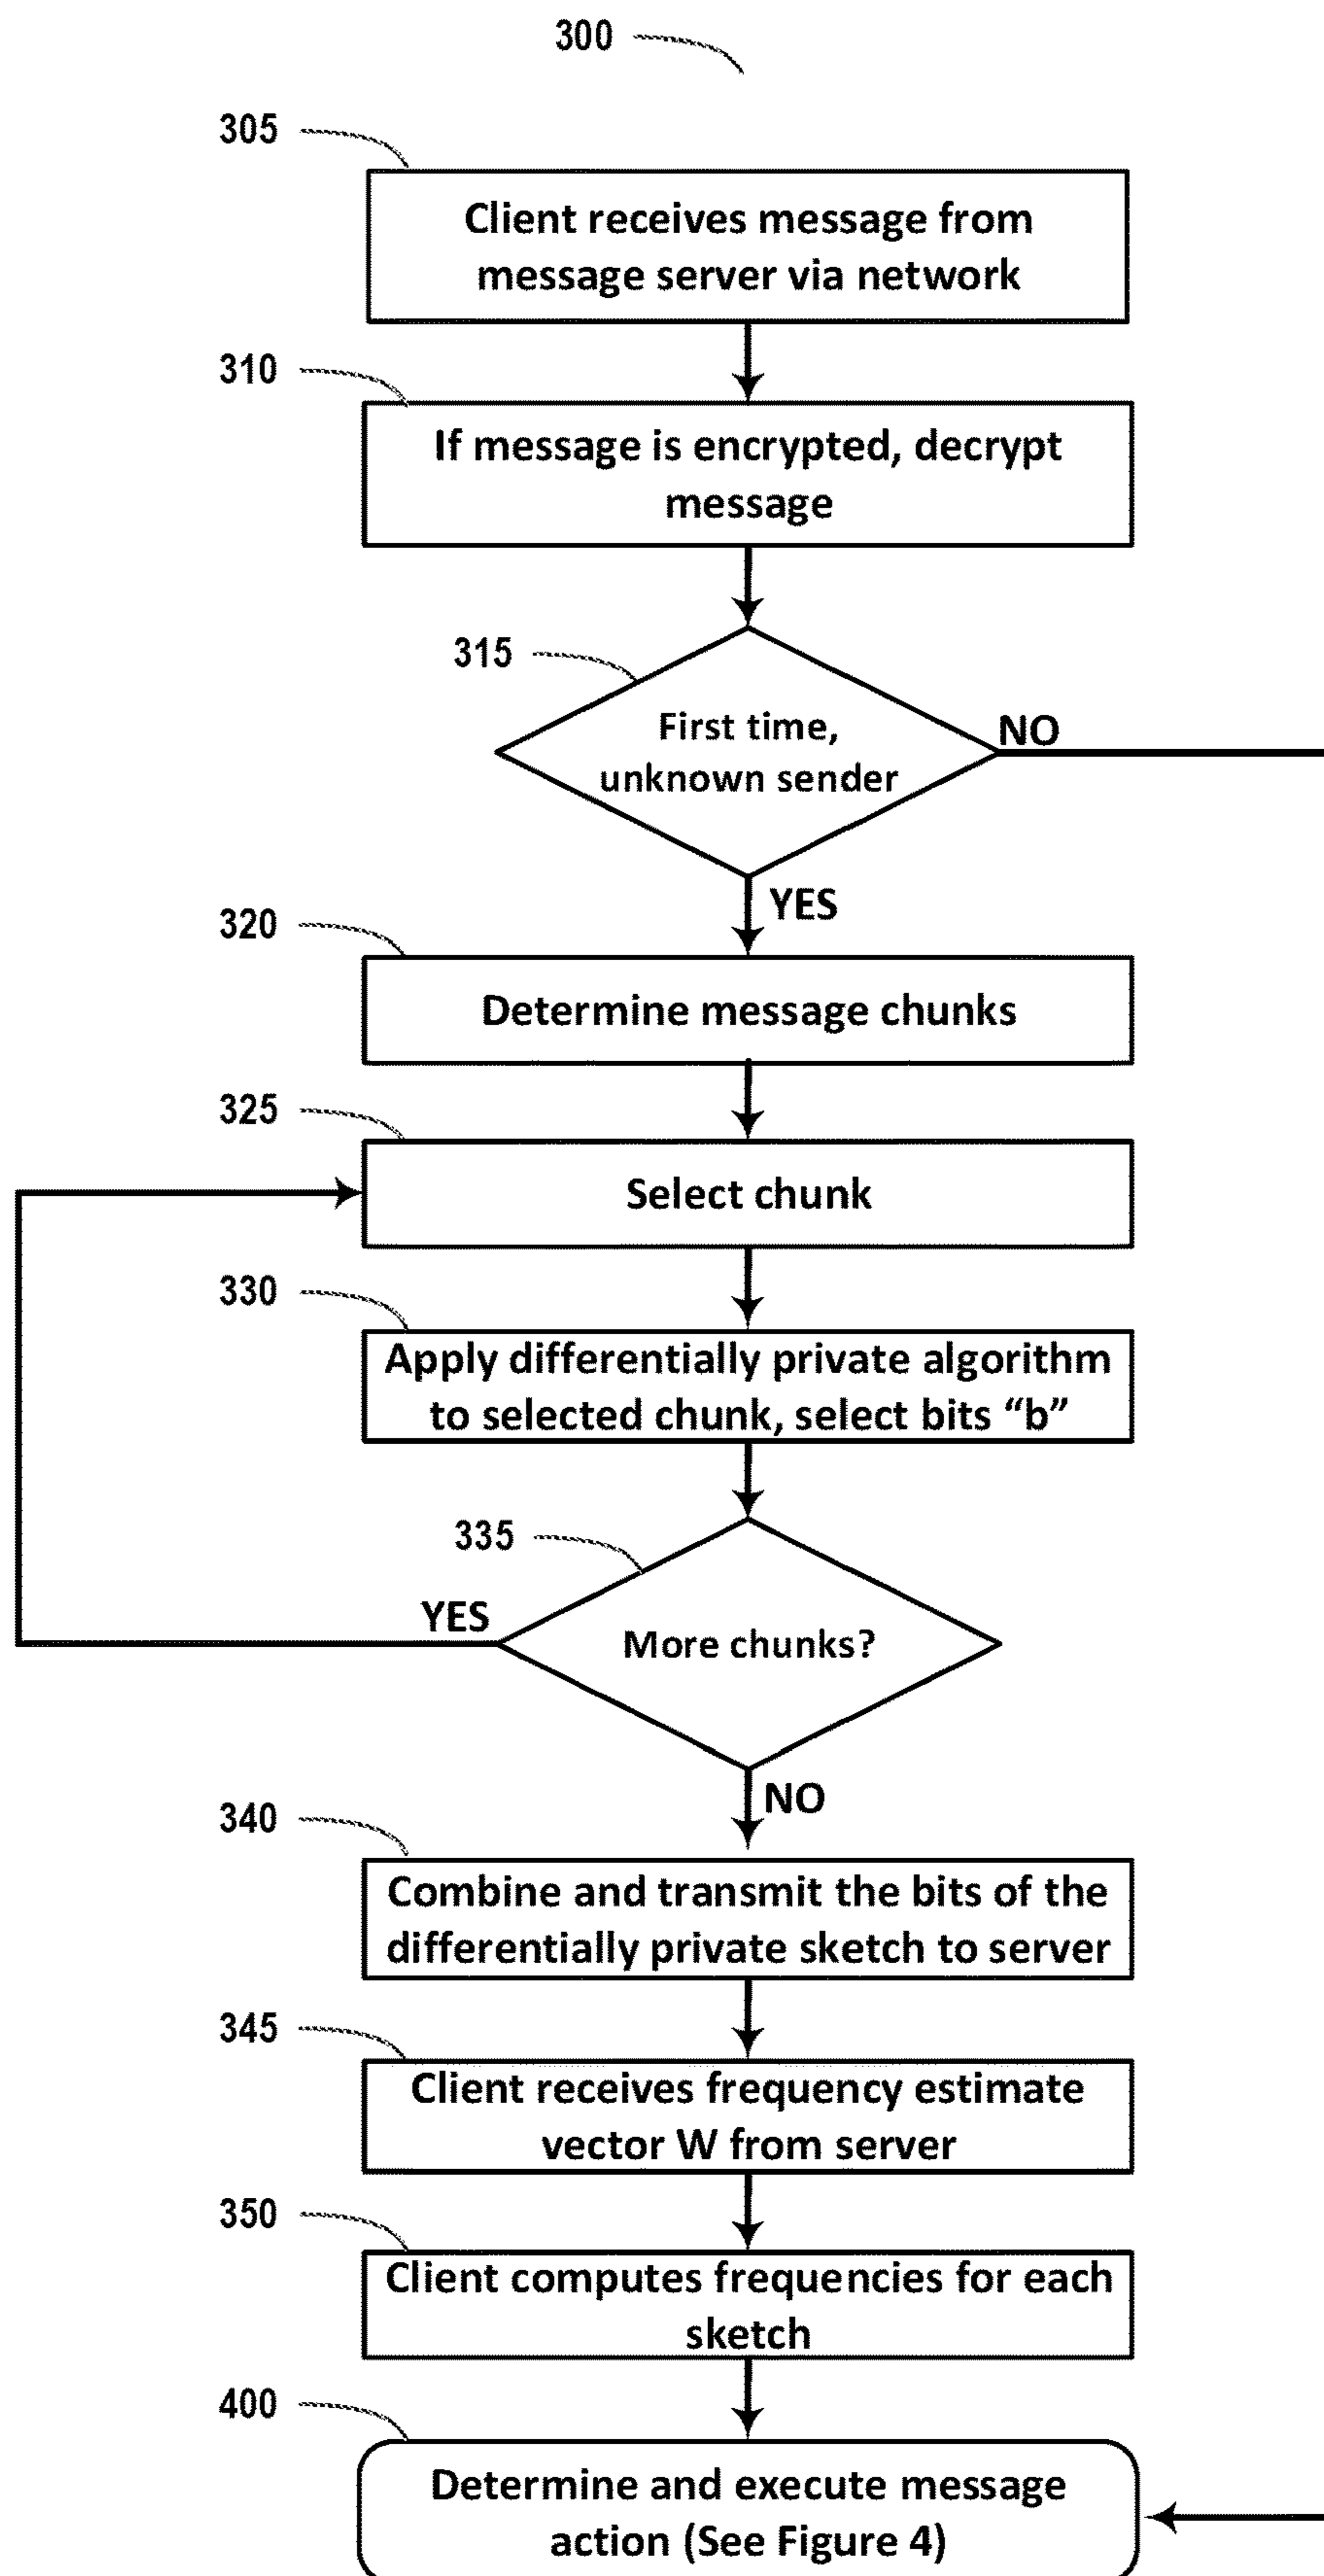 300
305
Client receives message from
message server via network
310
If message is encrypted, decrypt
message
315
First time,
unknown sender
NO
YES
320
Determine message chunks
325
Select chunk
330
Apply differentially private algorithm
to selected chunk, select bits “b”
335
YES
More chunks?
NO
340
Combine and transmit the bits of the
differentially private sketch to server
345
Client receives frequency estimate
vector W from server
350
Client computes frequencies for each
sketch
400
Determine and execute message
action (See Figure 4)